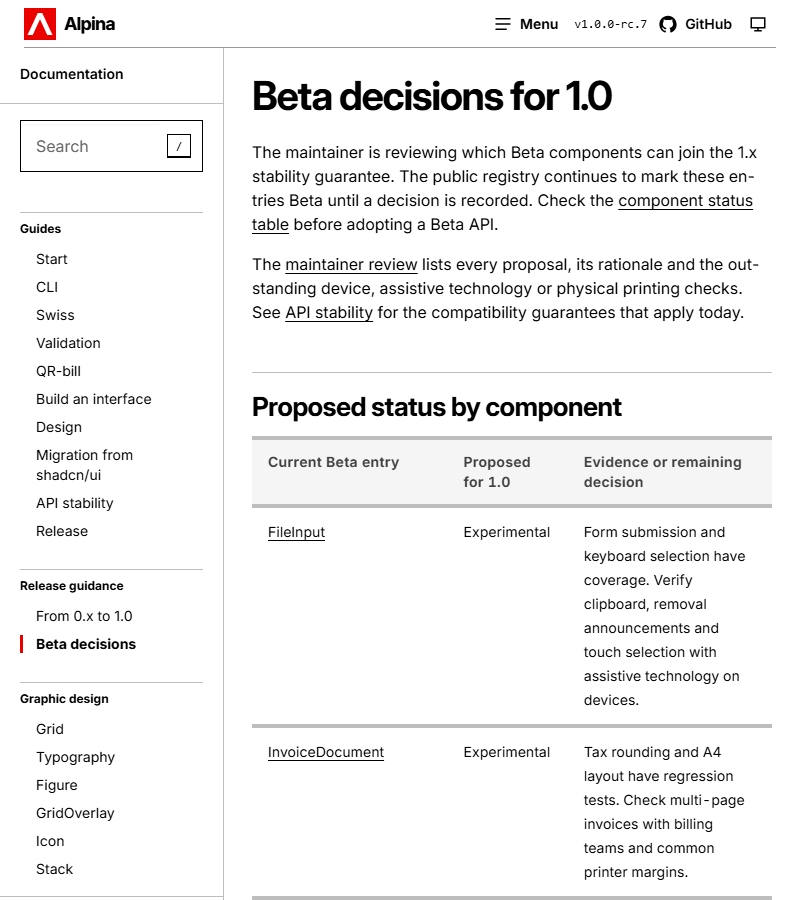 Alpina
Menu
v1.0.0-rc.7
GitHub
Documentation
Search
/
Guides
Start
CLI
Swiss
Validation
QR-bill
Build an interface
Design
Migration from
shadcn/ui
API stability
Release
Release guidance
From 0.x to 1.0
Beta decisions
Graphic design
Grid
Typography
Figure
GridOverlay
Icon
Stack
Beta decisions for 1.0
The maintainer is reviewing which Beta components can join the 1.x
stability guarantee. The public registry continues to mark these en-
tries Beta until a decision is recorded. Check the component status
table before adopting a Beta API.
The maintainer review lists every proposal, its rationale and the out-
standing device, assistive technology or physical printing checks.
See API stability for the compatibility guarantees that apply today.
Proposed status by component
Current Beta entry
Proposed
for 1.0
Evidence or remaining
decision
FileInput
Experimental
Form submission and
keyboard selection have
coverage. Verify
clipboard, removal
announcements and
touch selection with
assistive technology on
devices.
InvoiceDocument
Experimental
Tax rounding and A4
layout have regression
tests. Check multi-page
invoices with billing
teams and common
printer margins.